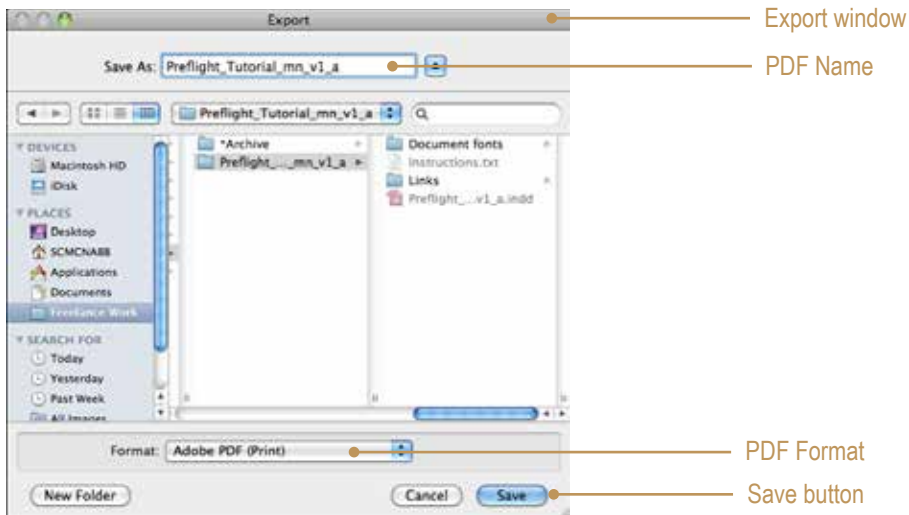 Export
Export window
Save As: Preflight_Tutorial_mn_v1_a
PDF Name
Preflight_Tutorial_mn_v1_a
DEVICES
Macintosh HD
iDisk
PLACES
Desktop
SCMCNABB
Applications
Documents
Freelance Work
SEARCH FOR
Today
Yesterday
Past Week
All Images
*Archive
Preflight_..._mn_v1_a
Document fonts
Instructions.txt
Links
Preflight_...v1_a.indd
Format: Adobe PDF (Print)
PDF Format
New Folder
Cancel
Save
Save button